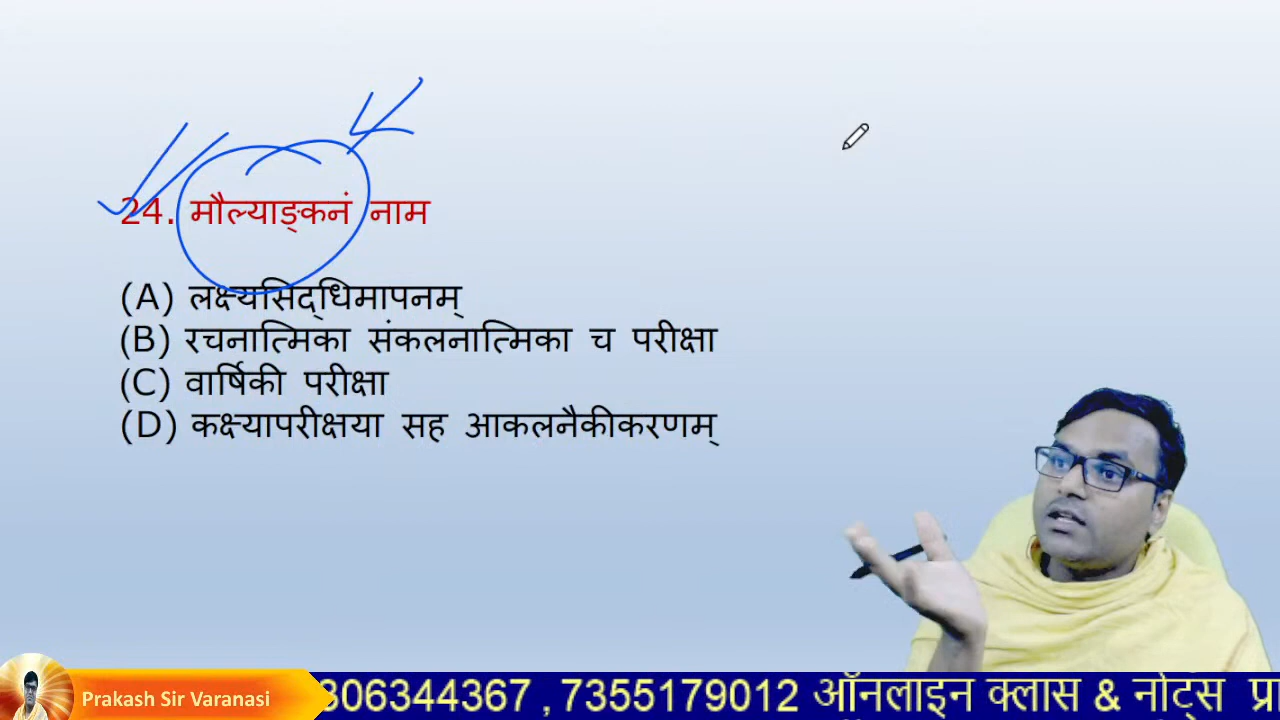 24. मौल्याङ्कनं नाम
(A) लक्ष्यसिद्धिमापनम्
(B) रचनात्मिका संकलनात्मिका च परीक्षा
(C) वार्षिकी परीक्षा
(D) कक्ष्यापरीक्षया सह आकलनैकीकरणम्
Prakash Sir Varanasi
306344367 , 7355179012 ऑनलाइन क्लास & नोट्स प्रा